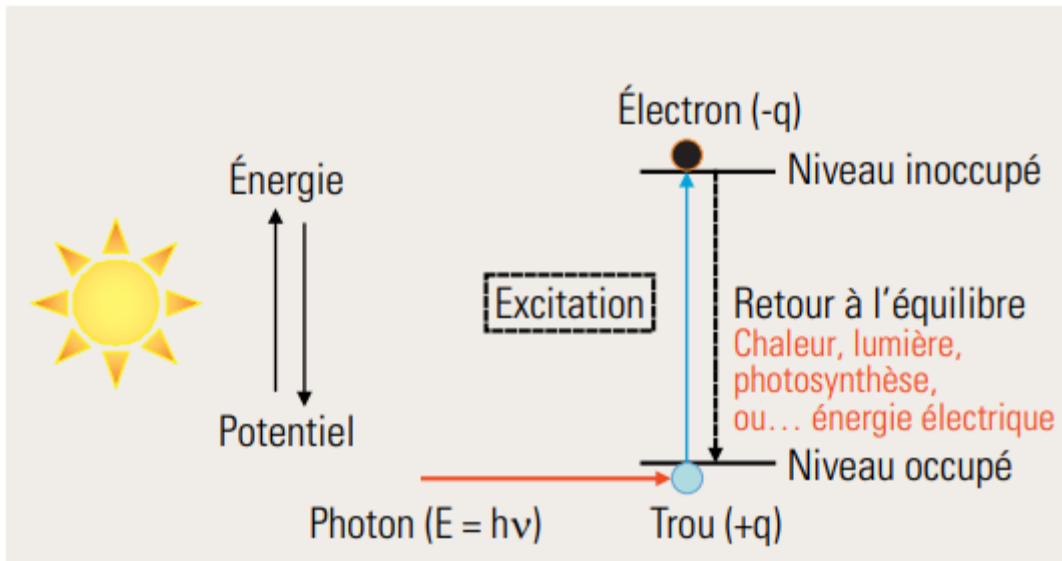 Électron (-q)
Niveau inoccupé
Énergie
Excitation
Retour à l'équilibre
Chaleur, lumière,
photosynthèse,
ou… énergie électrique
Potentiel
Niveau occupé
Photon (E = hν)
Trou (+q)